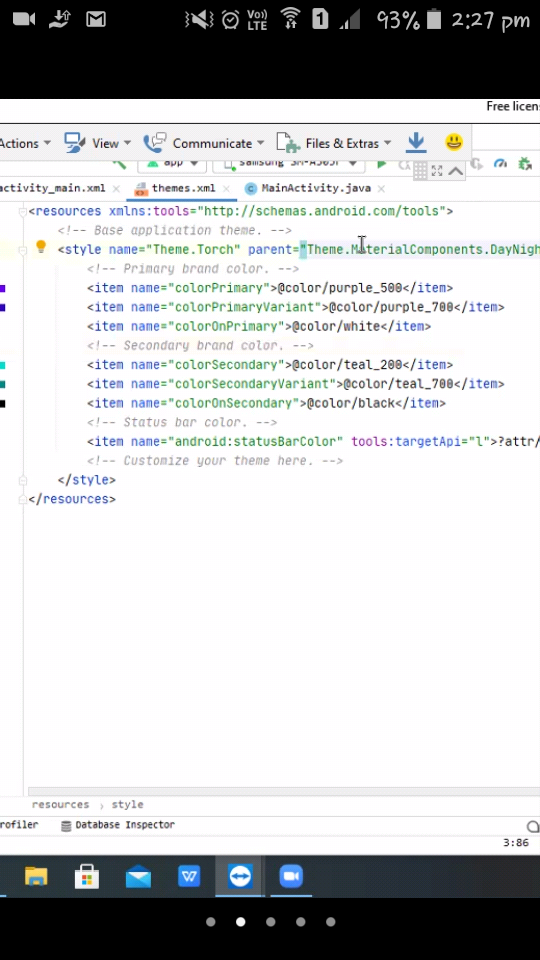 Vo))
LTE
1
93%
2:27 pm
Free licen
Actions
View
Communicate
Files & Extras
app
samsung SM-A505F
activity_main.xml
themes.xml
MainActivity.java
<resources xmlns:tools="http://schemas.android.com/tools">
<!-- Base application theme. -->
<style name="Theme.Torch" parent="Theme.MaterialComponents.DayNigh
<!-- Primary brand color. -->
<item name="colorPrimary">@color/purple_500</item>
<item name="colorPrimaryVariant">@color/purple_700</item>
<item name="colorOnPrimary">@color/white</item>
<!-- Secondary brand color. -->
<item name="colorSecondary">@color/teal_200</item>
<item name="colorSecondaryVariant">@color/teal_700</item>
<item name="colorOnSecondary">@color/black</item>
<!-- Status bar color. -->
<item name="android:statusBarColor" tools:targetApi="l">?attr/
<!-- Customize your theme here. -->
</style>
</resources>
resources › style
rofiler
Database Inspector
3:86